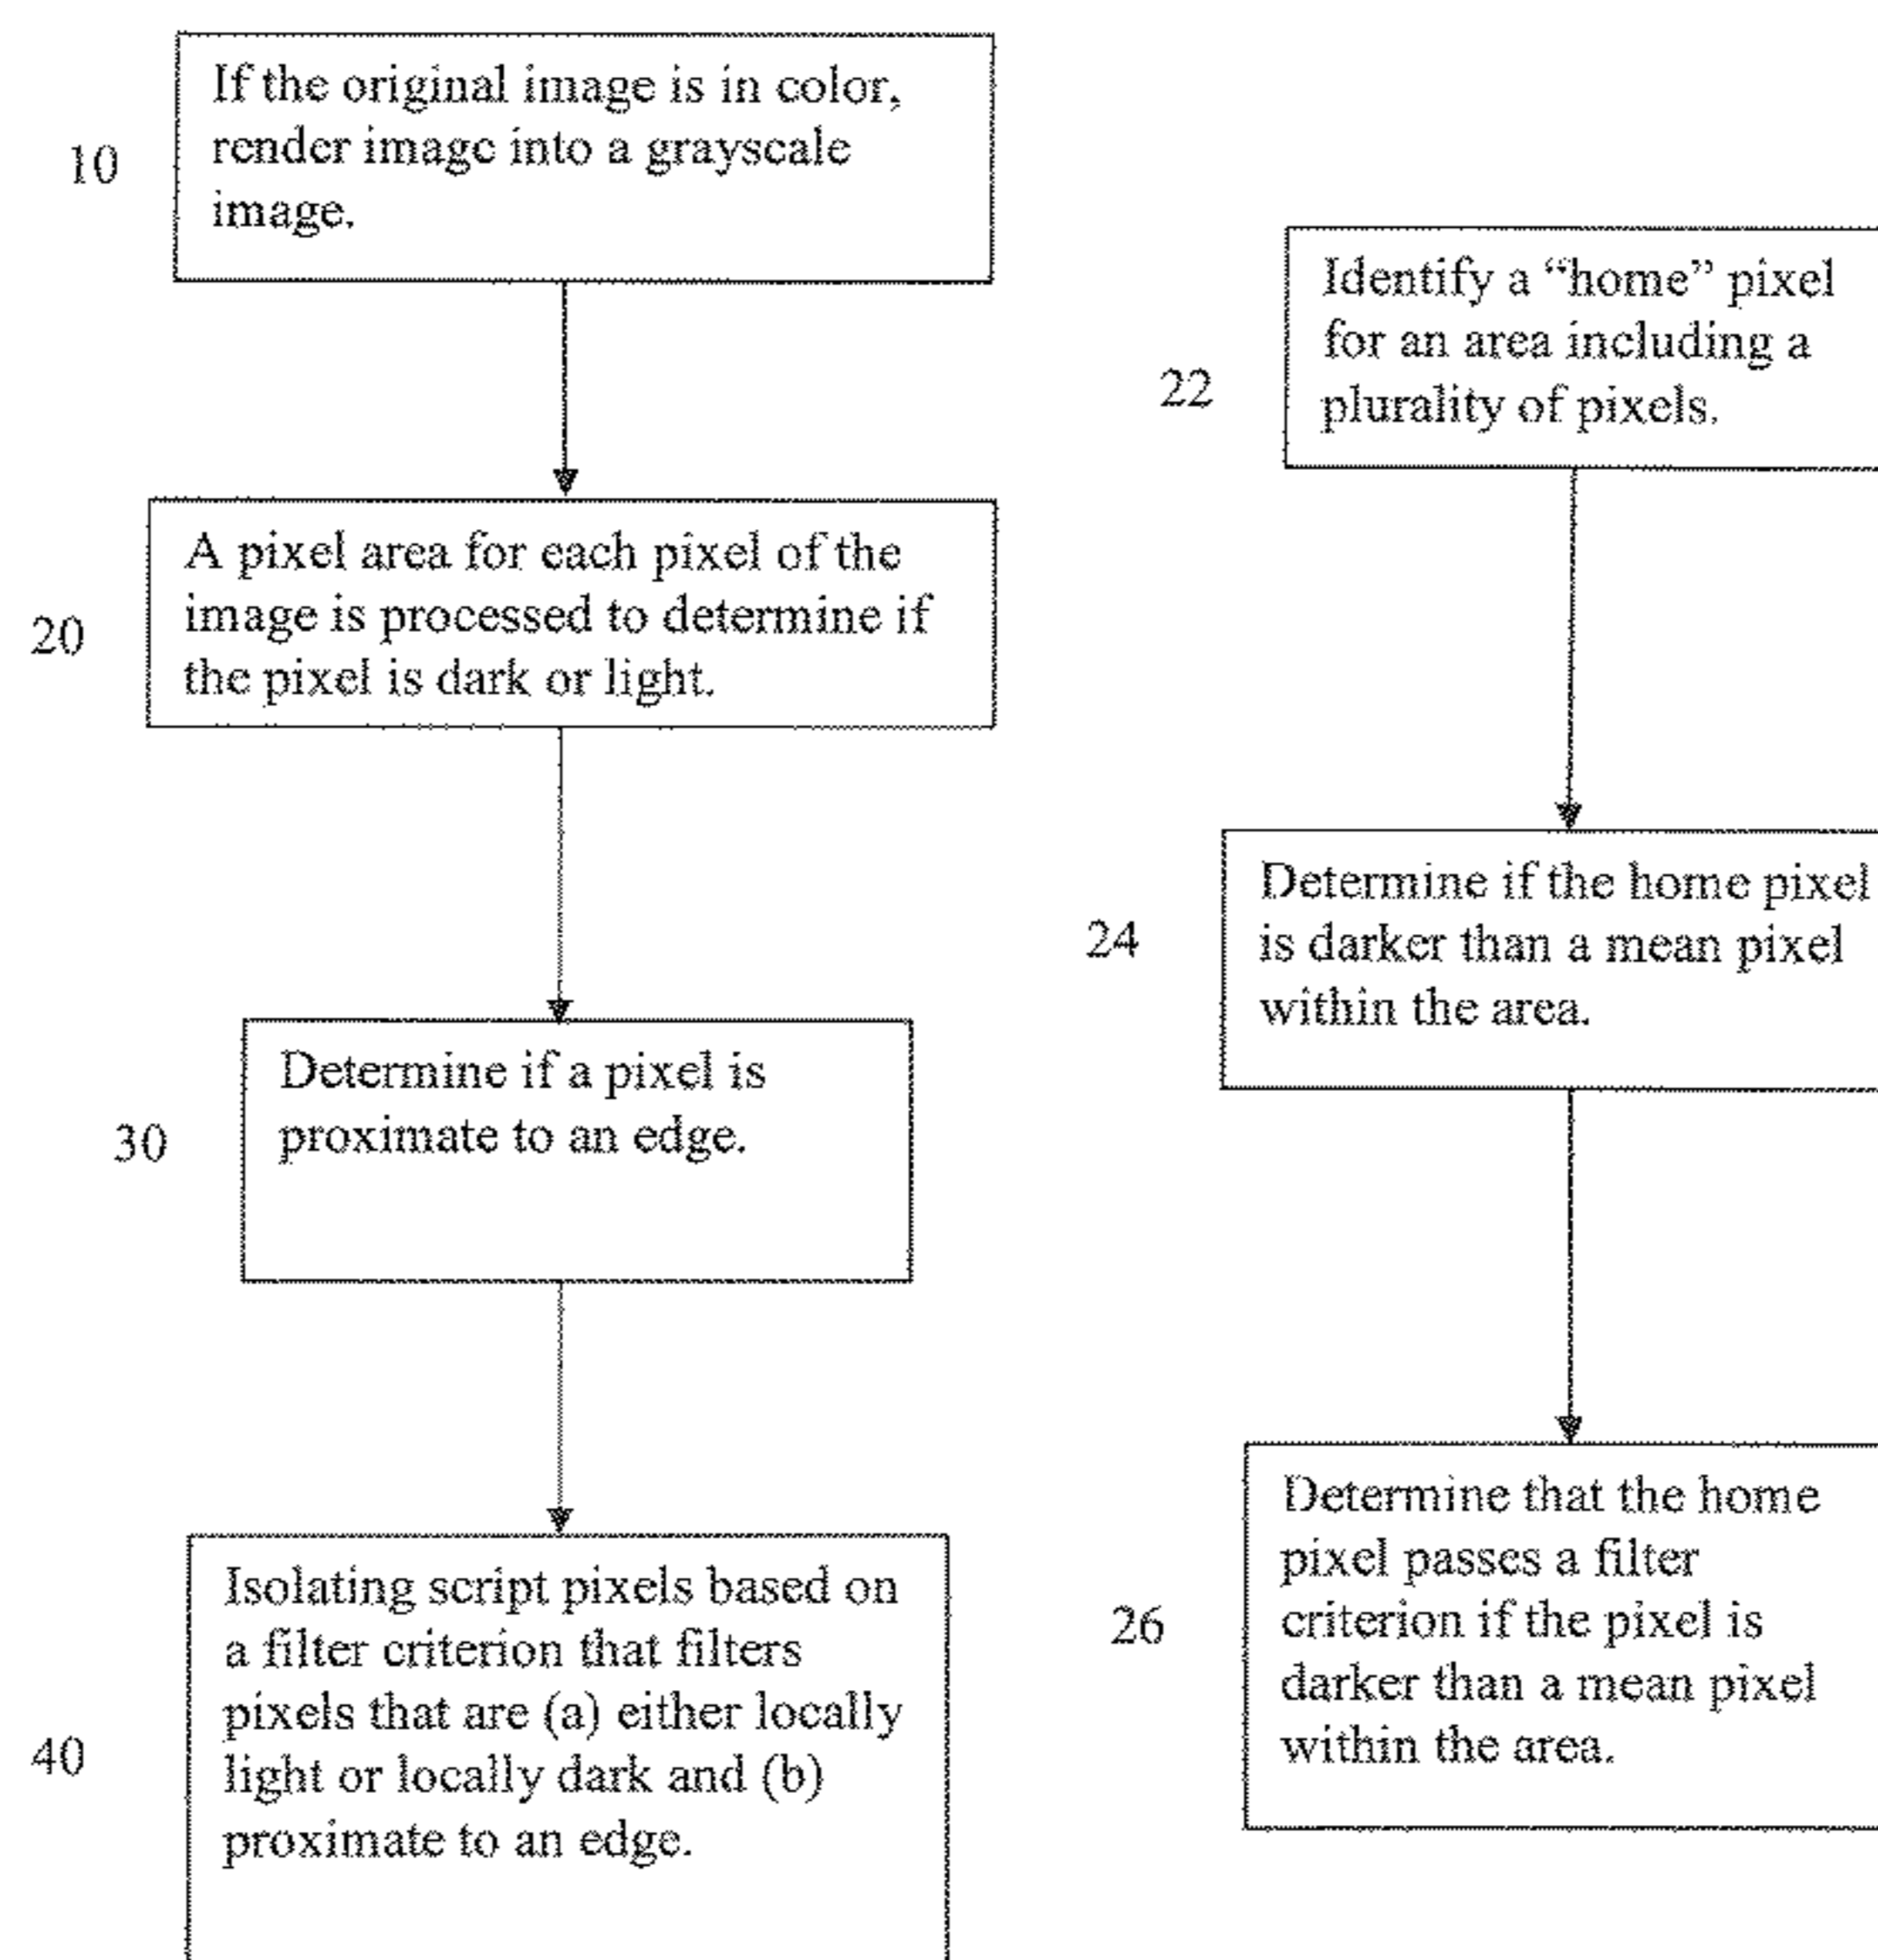 10
If the original image is in color,
render image into a grayscale
image.
20
A pixel area for each pixel of the
image is processed to determine if
the pixel is dark or light.
30
Determine if a pixel is
proximate to an edge.
40
Isolating script pixels based on
a filter criterion that filters
pixels that are (a) either locally
light or locally dark and (b)
proximate to an edge.
22
Identify a “home” pixel
for an area including a
plurality of pixels.
24
Determine if the home pixel
is darker than a mean pixel
within the area.
26
Determine that the home
pixel passes a filter
criterion if the pixel is
darker than a mean pixel
within the area.